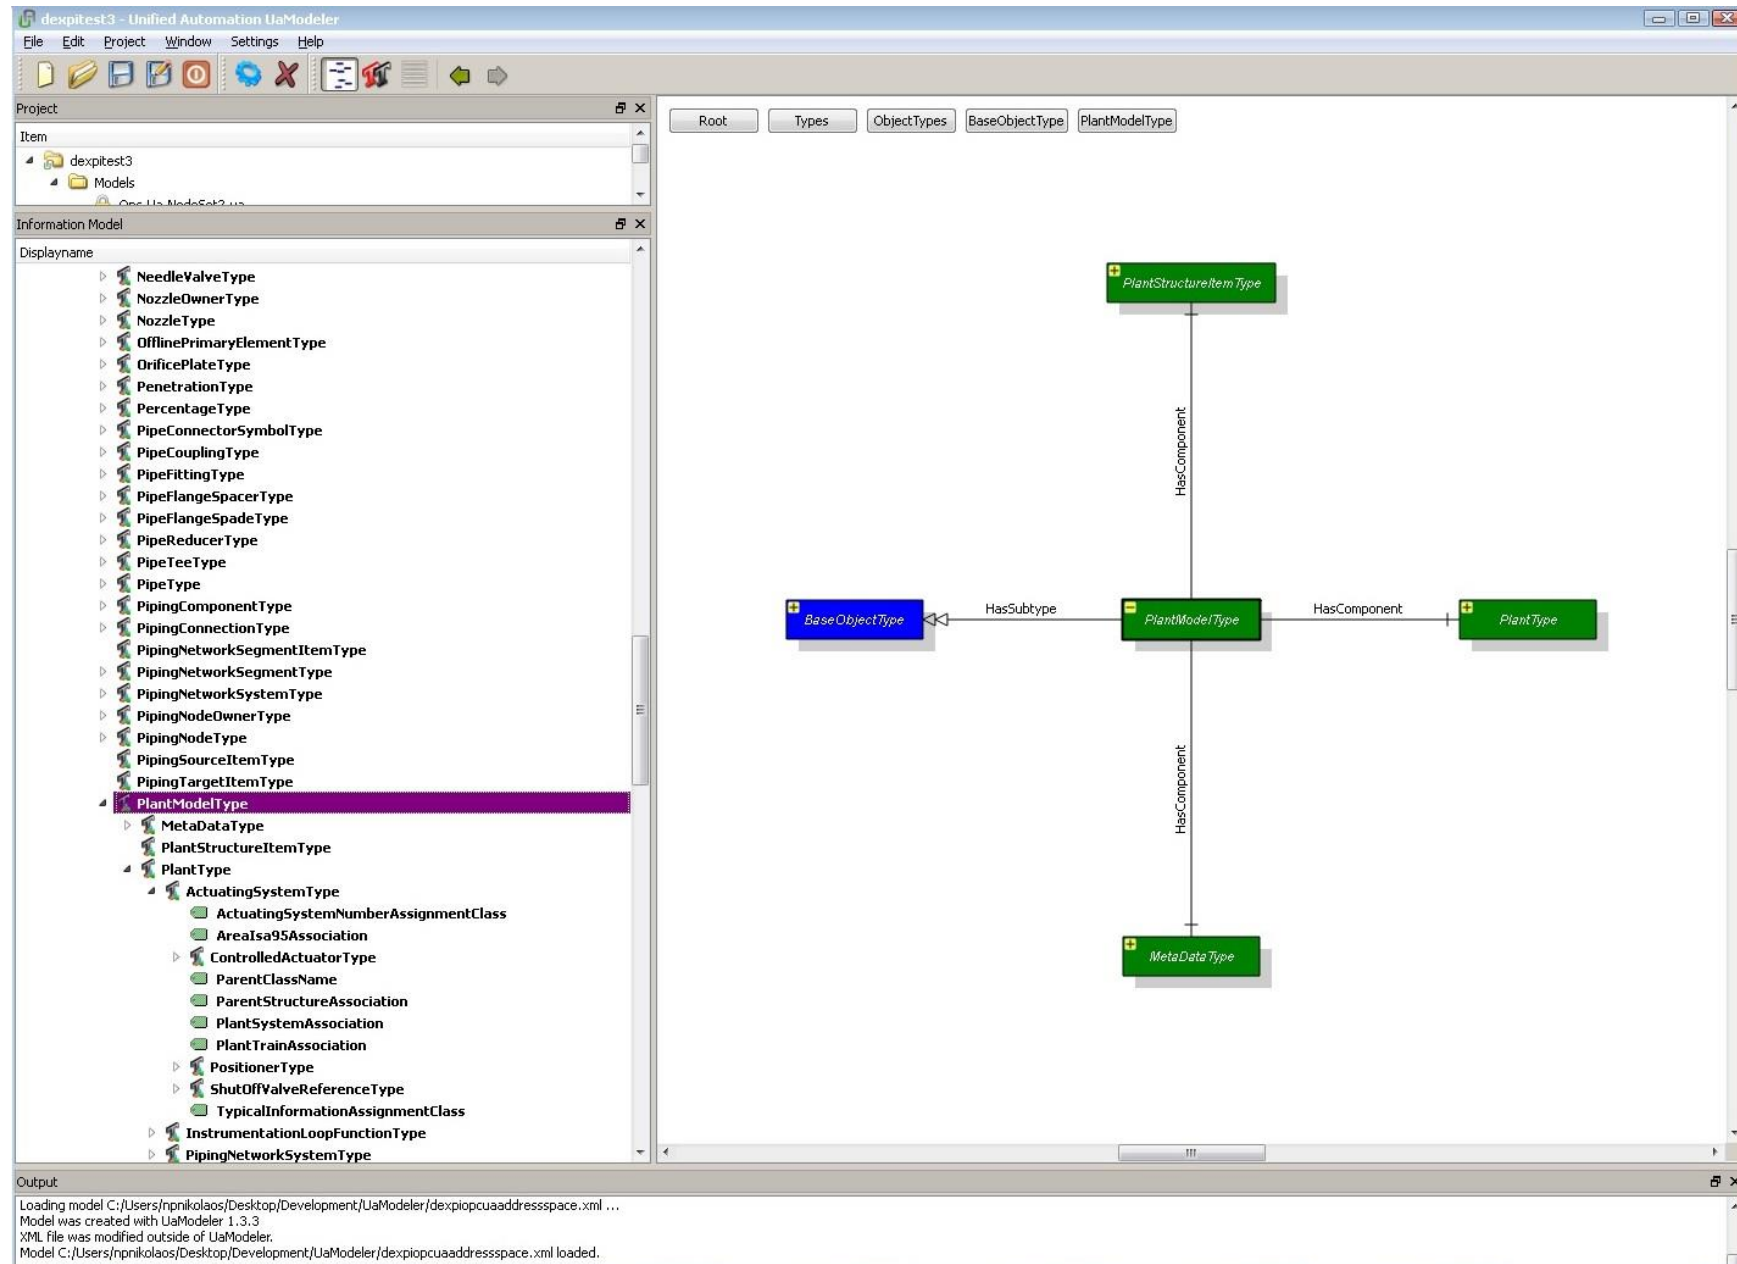 dexpitest3 - Unified Automation UaModeler
File Edit Project Window Settings Help
Project
Item
dexpitest3
Models
Opc.Ua.NodeSet2.ua
Information Model
Displayname
NeedleValveType
NozzleOwnerType
NozzleType
OfflinePrimaryElementType
OrificePlateType
PenetrationType
PercentageType
PipeConnectorSymbolType
PipeCouplingType
PipeFittingType
PipeFlangeSpacerType
PipeFlangeSpadeType
PipeReducerType
PipeTeeType
PipeType
PipingComponentType
PipingConnectionType
PipingNetworkSegmentItemType
PipingNetworkSegmentType
PipingNetworkSystemType
PipingNodeOwnerType
PipingNodeType
PipingSourceItemType
PipingTargetItemType
PlantModelType
MetaDataType
PlantStructureItemType
PlantType
ActuatingSystemType
ActuatingSystemNumberAssignmentClass
AreaIsa95Association
ControlledActuatorType
ParentClassName
ParentStructureAssociation
PlantSystemAssociation
PlantTrainAssociation
PositionerType
ShutOffValveReferenceType
TypicalInformationAssignmentClass
InstrumentationLoopFunctionType
PipingNetworkSystemType
Root Types ObjectTypes BaseObjectType PlantModelType
PlantStructureItemType
HasComponent
BaseObjectType HasSubtype PlantModelType HasComponent PlantType
HasComponent
MetaDataType
Output
Loading model C:/Users/npnikolaos/Desktop/Development/UaModeler/dexpiopcuaaddressspace.xml ...
Model was created with UaModeler 1.3.3
XML file was modified outside of UaModeler.
Model C:/Users/npnikolaos/Desktop/Development/UaModeler/dexpiopcuaaddressspace.xml loaded.